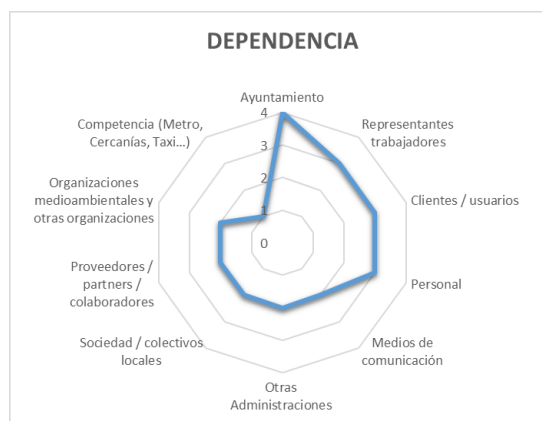 DEPENDENCIA
Ayuntamiento
Representantes
trabajadores
Clientes / usuarios
Personal
Medios de
comunicación
Otras
Administraciones
Sociedad / colectivos
locales
Proveedores /
partners /
colaboradores
Organizaciones
medioambientales y
otras organizaciones
Competencia (Metro,
Cercanías, Taxi...)
4
3
2
1
0